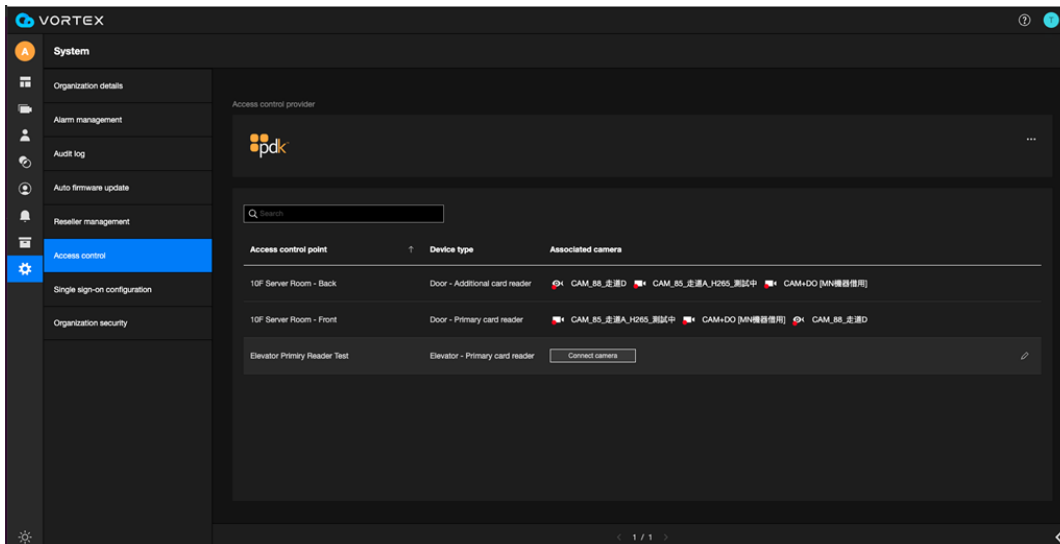 VORTEX
T
A
System
Organization details
Alarm management
Audit log
Auto firmware update
Reseller management
Access control
Single sign-on configuration
Organization security
Access control provider
pdk
Search
Access control point ↑ Device type Associated camera
10F Server Room - Back Door - Additional card reader CAM_88_走道D CAM_85_走道A_H265_測試中 CAM+DO [MN機器借用]
10F Server Room - Front Door - Primary card reader CAM_85_走道A_H265_測試中 CAM+DO [MN機器借用] CAM_88_走道D
Elevator Primiry Reader Test Elevator - Primary card reader Connect camera
1 / 1